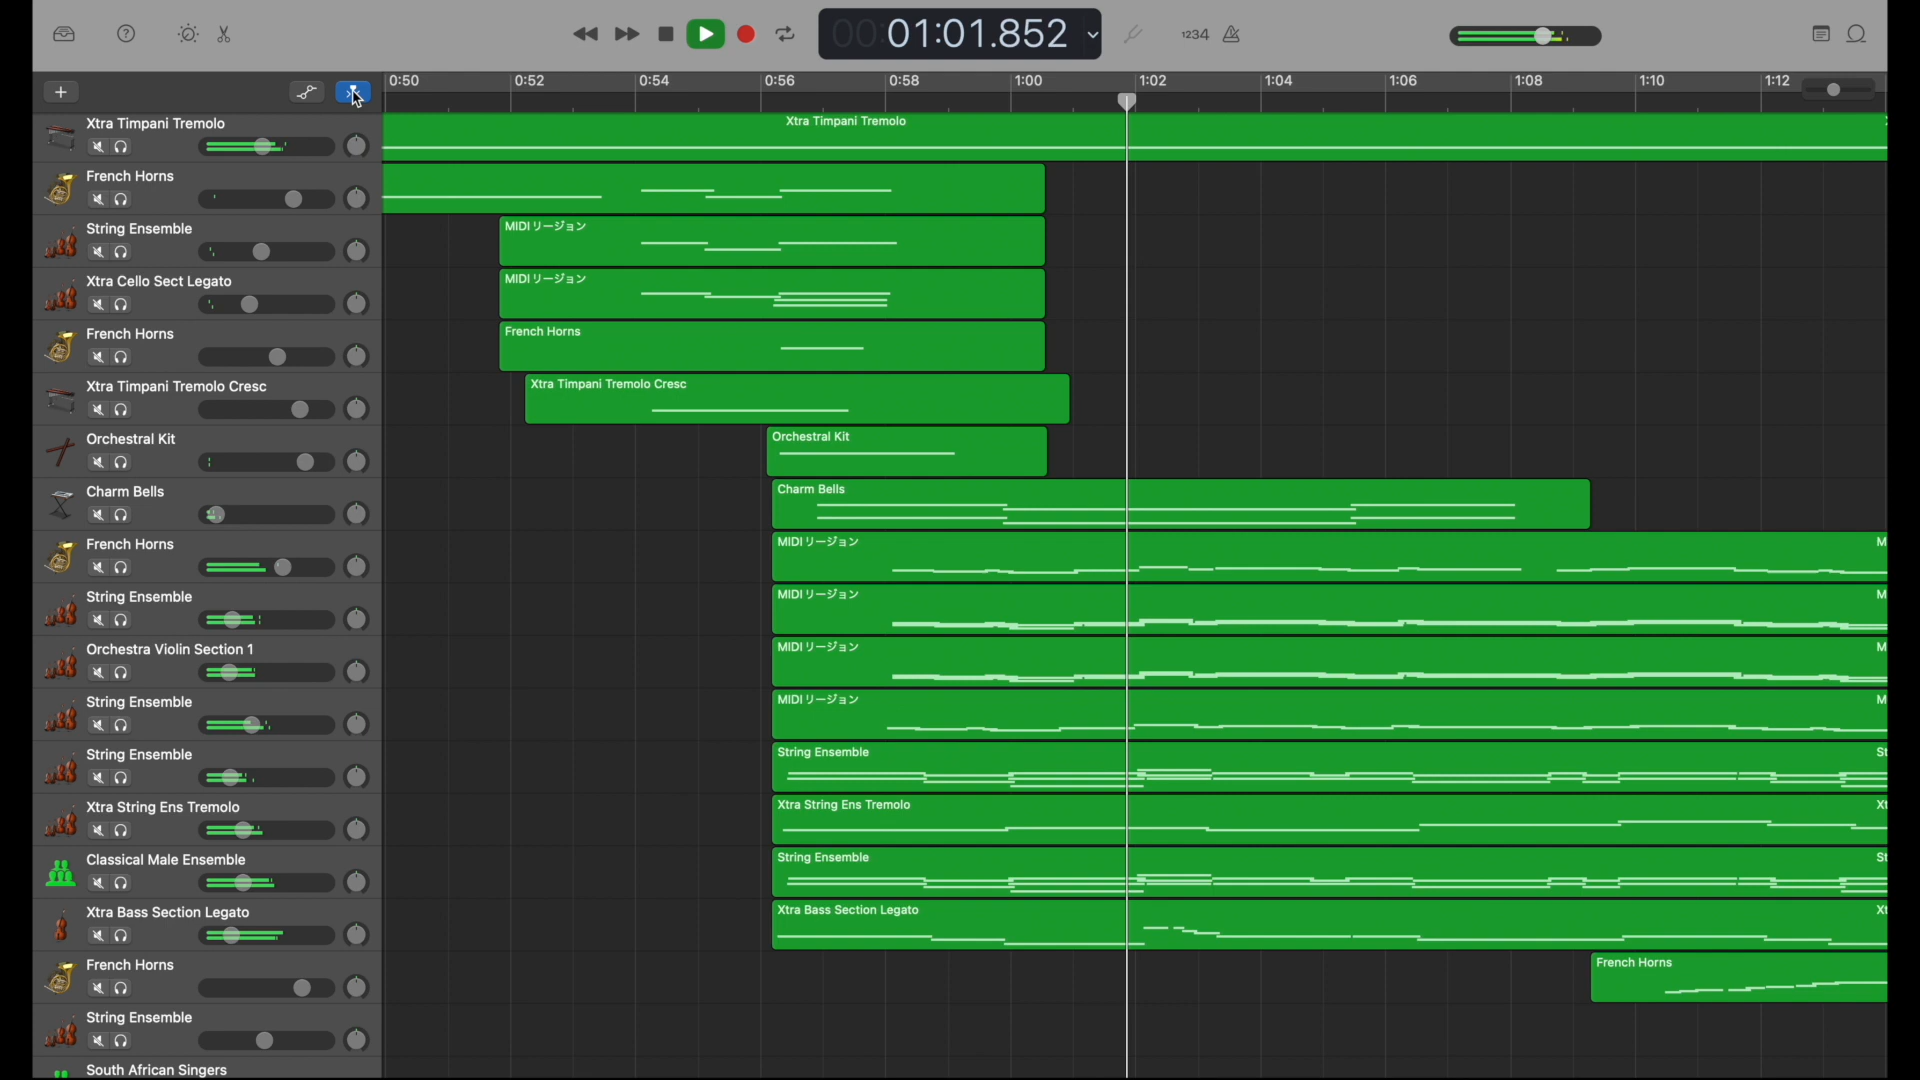 00:01:01.852
1234
0:50 0:52 0:54 0:56 0:58 1:00 1:02 1:04 1:06 1:08 1:10 1:12
Xtra Timpani Tremolo
Xtra Timpani Tremolo
French Horns
String Ensemble
MIDI リージョン
Xtra Cello Sect Legato
MIDI リージョン
French Horns
French Horns
Xtra Timpani Tremolo Cresc
Xtra Timpani Tremolo Cresc
Orchestral Kit
Orchestral Kit
Charm Bells
Charm Bells
French Horns
MIDI リージョン
M
String Ensemble
MIDI リージョン
M
Orchestra Violin Section 1
MIDI リージョン
M
String Ensemble
MIDI リージョン
M
String Ensemble
String Ensemble
St
Xtra String Ens Tremolo
Xtra String Ens Tremolo
Xt
Classical Male Ensemble
String Ensemble
St
Xtra Bass Section Legato
Xtra Bass Section Legato
Xt
French Horns
French Horns
String Ensemble
South African Singers